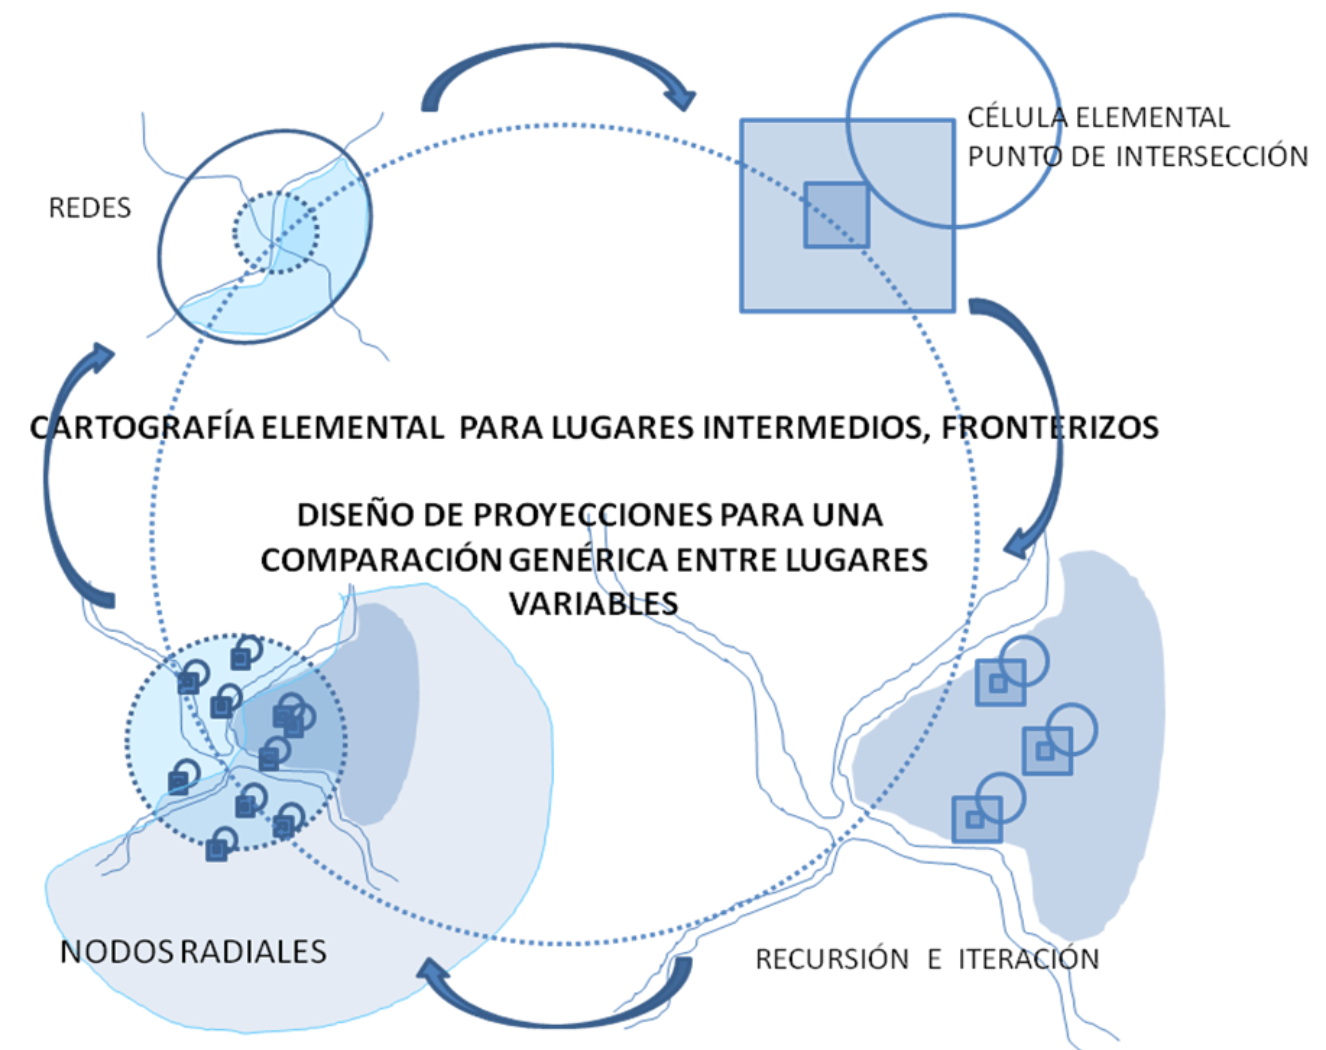 CÉLULA ELEMENTAL
PUNTO DE INTERSECCIÓN
REDES
CARTOGRAFÍA ELEMENTAL PARA LUGARES INTERMEDIOS, FRONTERIZOS
DISEÑO DE PROYECCIONES PARA UNA
COMPARACIÓN GENÉRICA ENTRE LUGARES
VARIABLES
NODOS RADIALES
RECURSIÓN E ITERACIÓN